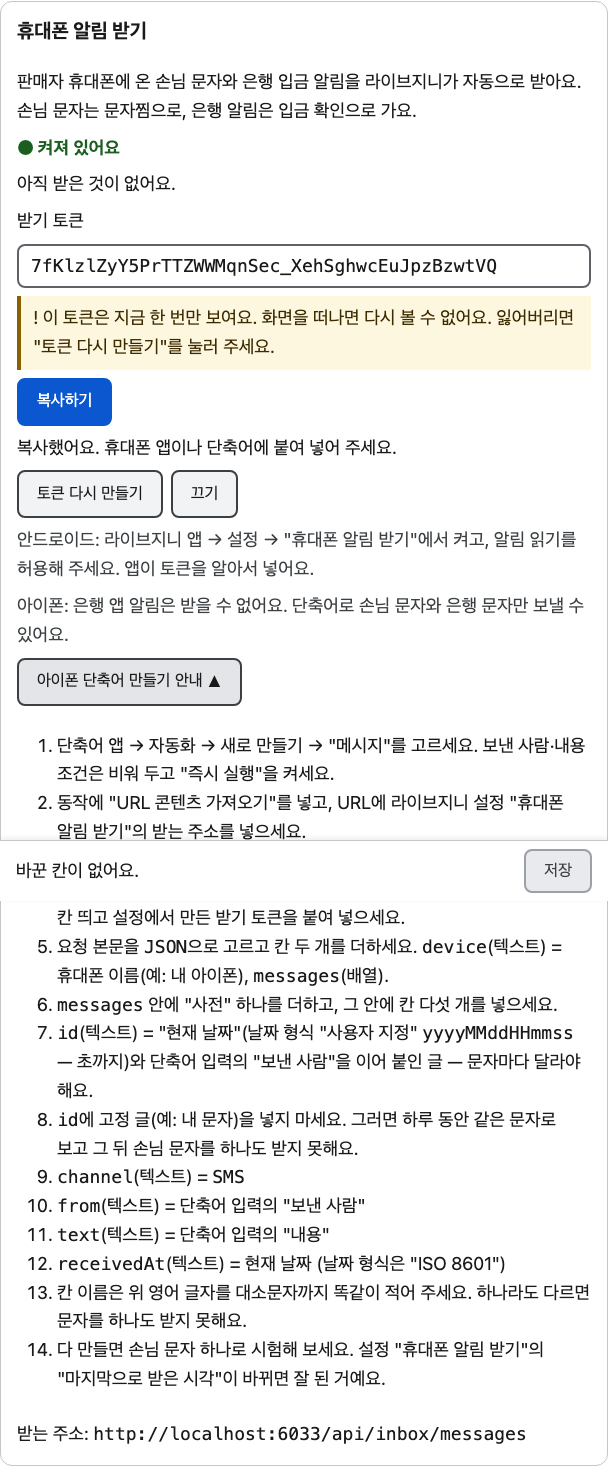 휴대폰 알림 받기
판매자 휴대폰에 온 손님 문자와 은행 입금 알림을 라이브지니가 자동으로 받아요.
손님 문자는 문자찜으로, 은행 알림은 입금 확인으로 가요.
● 켜져 있어요
아직 받은 것이 없어요.
받기 토큰
7fKlzlZyY5PrTTZWWMqnSec_XehSghwcEuJpzBzwtVQ
! 이 토큰은 지금 한 번만 보여요. 화면을 떠나면 다시 볼 수 없어요. 잃어버리면
"토큰 다시 만들기"를 눌러 주세요.
복사하기
복사했어요. 휴대폰 앱이나 단축어에 붙여 넣어 주세요.
토큰 다시 만들기 끄기
안드로이드: 라이브지니 앱 → 설정 → "휴대폰 알림 받기"에서 켜고, 알림 읽기를
허용해 주세요. 앱이 토큰을 알아서 넣어요.
아이폰: 은행 앱 알림은 받을 수 없어요. 단축어로 손님 문자와 은행 문자만 보낼 수
있어요.
아이폰 단축어 만들기 안내 ▲
1. 단축어 앱 → 자동화 → 새로 만들기 → "메시지"를 고르세요. 보낸 사람·내용
조건은 비워 두고 "즉시 실행"을 켜세요.
2. 동작에 "URL 콘텐츠 가져오기"를 넣고, URL에 라이브지니 설정 "휴대폰
알림 받기"의 받는 주소를 넣으세요.
바꾼 칸이 없어요. 저장
칸 띄고 설정에서 만든 받기 토큰을 붙여 넣으세요.
5. 요청 본문을 JSON으로 고르고 칸 두 개를 더하세요. device(텍스트) =
휴대폰 이름(예: 내 아이폰), messages(배열).
6. messages 안에 "사전" 하나를 더하고, 그 안에 칸 다섯 개를 넣으세요.
7. id(텍스트) = "현재 날짜"(날짜 형식 "사용자 지정" yyyyMMddHHmmss
— 초까지)와 단축어 입력의 "보낸 사람"을 이어 붙인 글 — 문자마다 달라야
해요.
8. id에 고정 글(예: 내 문자)을 넣지 마세요. 그러면 하루 동안 같은 문자로
보고 그 뒤 손님 문자를 하나도 받지 못해요.
9. channel(텍스트) = SMS
10. from(텍스트) = 단축어 입력의 "보낸 사람"
11. text(텍스트) = 단축어 입력의 "내용"
12. receivedAt(텍스트) = 현재 날짜 (날짜 형식은 "ISO 8601")
13. 칸 이름은 위 영어 글자를 대소문자까지 똑같이 적어 주세요. 하나라도 다르면
문자를 하나도 받지 못해요.
14. 다 만들면 손님 문자 하나로 시험해 보세요. 설정 "휴대폰 알림 받기"의
"마지막으로 받은 시각"이 바뀌면 잘 된 거예요.
받는 주소: http://localhost:6033/api/inbox/messages